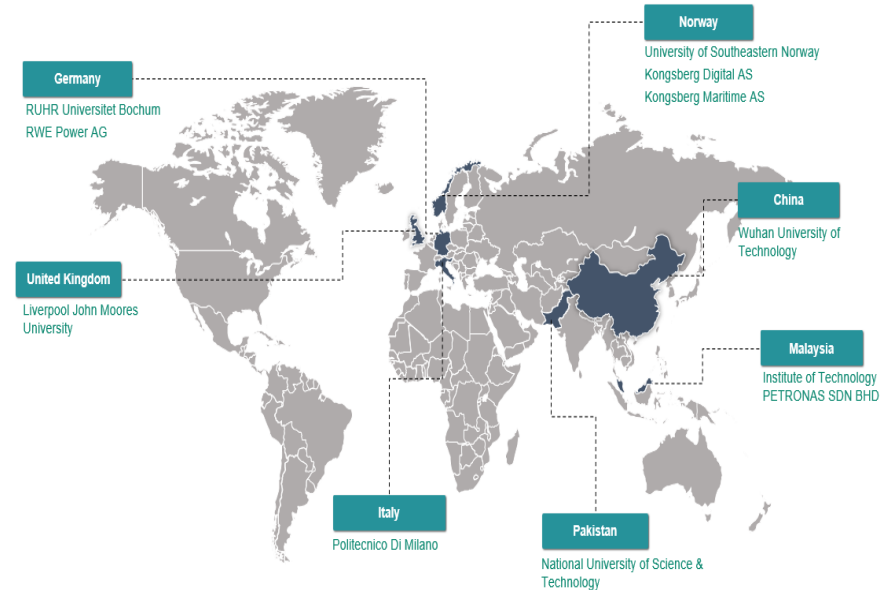 Norway
University of Southeastern Norway
Kongsberg Digital AS
Kongsberg Maritime AS
Germany
RUHR Universitet Bochum
RWE Power AG
China
Wuhan University of
Technology
United Kingdom
Liverpool John Moores
University
Malaysia
Institute of Technology
PETRONAS SDN BHD
Italy
Politecnico Di Milano
Pakistan
National University of Science &
Technology